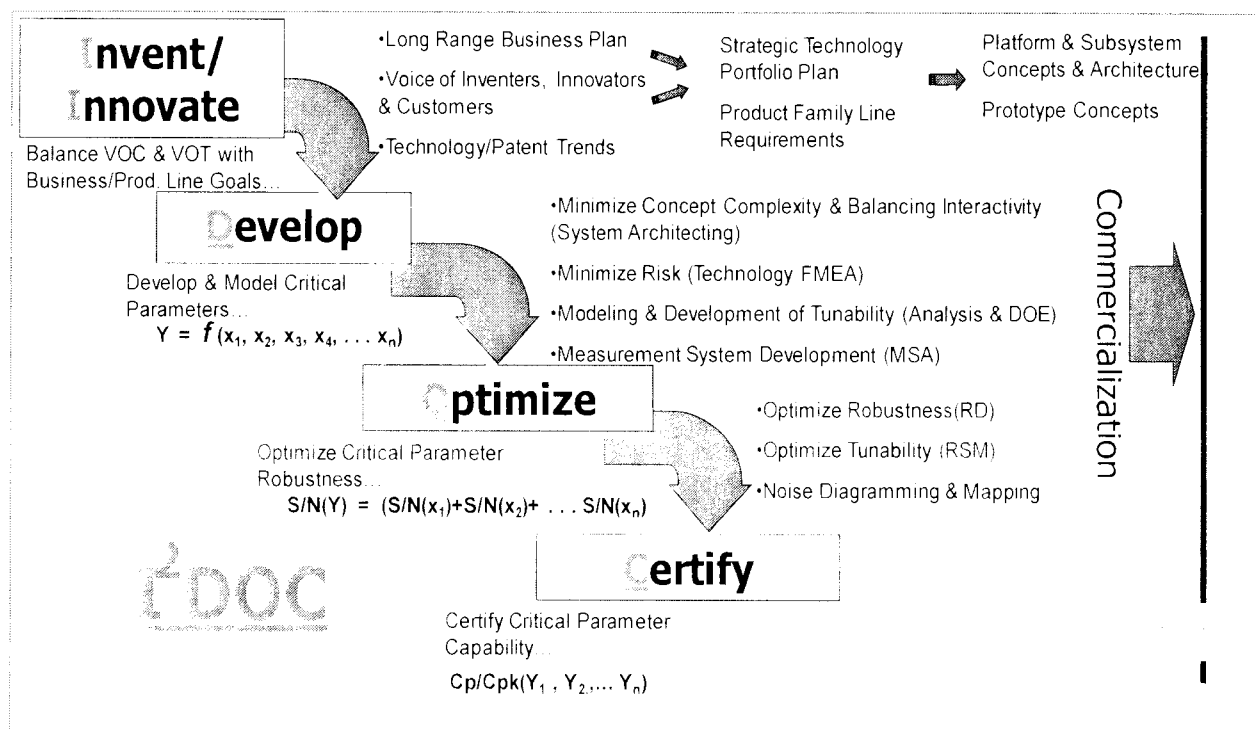 Invent/
Innovate
Balance VOC & VOT with
Business/Prod. Line Goals...
•Long Range Business Plan
•Voice of Inventers, Innovators
& Customers
•Technology/Patent Trends
Strategic Technology
Portfolio Plan
Product Family Line
Requirements
Platform & Subsystem
Concepts & Architecture
Prototype Concepts
Develop
Develop & Model Critical
Parameters...
Y = f (x₁, x₂, x₃, x₄, . . . xₙ)
•Minimize Concept Complexity & Balancing Interactivity
(System Architecting)
•Minimize Risk (Technology FMEA)
•Modeling & Development of Tunability (Analysis & DOE)
•Measurement System Development (MSA)
Optimize
Optimize Critical Parameter
Robustness...
S/N(Y) = (S/N(x₁)+S/N(x₂)+ . . . S/N(xₙ)
•Optimize Robustness(RD)
•Optimize Tunability (RSM)
•Noise Diagramming & Mapping
Certify
Certify Critical Parameter
Capability...
Cp/Cpk(Y₁ , Y₂,... Yₙ)
I²DOC
Commercialization